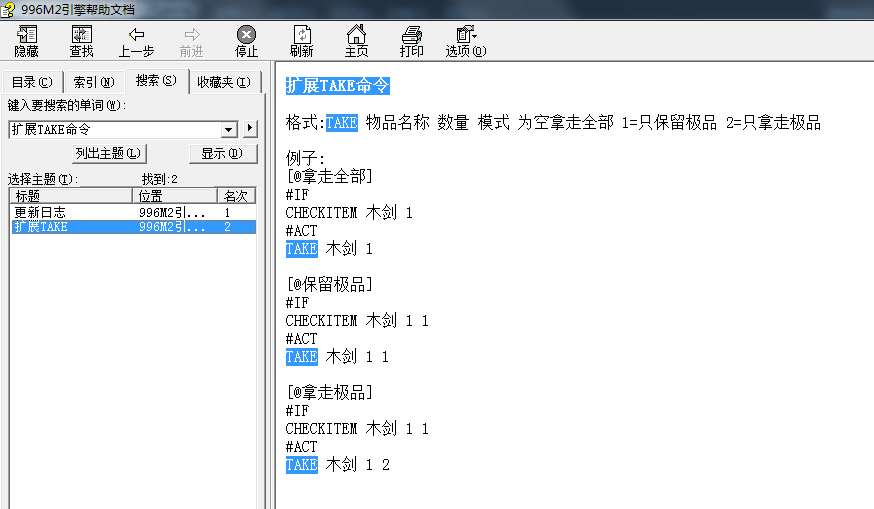 996M2引擎帮助文档
隐藏 查找 上一步 前进 停止 刷新 主页 打印 选项(O)
目录(C) 索引(N) 搜索(S) 收藏夹(I)
键入要搜索的单词(W):
扩展TAKE命令
列出主题(L) 显示(D)
选择主题(T): 找到:2
标题 位置 名次
更新日志 996M2引... 1
扩展TAKE 996M2引... 2
扩展TAKE命令
格式:TAKE 物品名称 数量 模式 为空拿走全部 1=只保留极品 2=只拿走极品
例子:
[@拿走全部]
#IF
CHECKITEM 木剑 1
#ACT
TAKE 木剑 1
[@保留极品]
#IF
CHECKITEM 木剑 1 1
#ACT
TAKE 木剑 1 1
[@拿走极品]
#IF
CHECKITEM 木剑 1 1
#ACT
TAKE 木剑 1 2